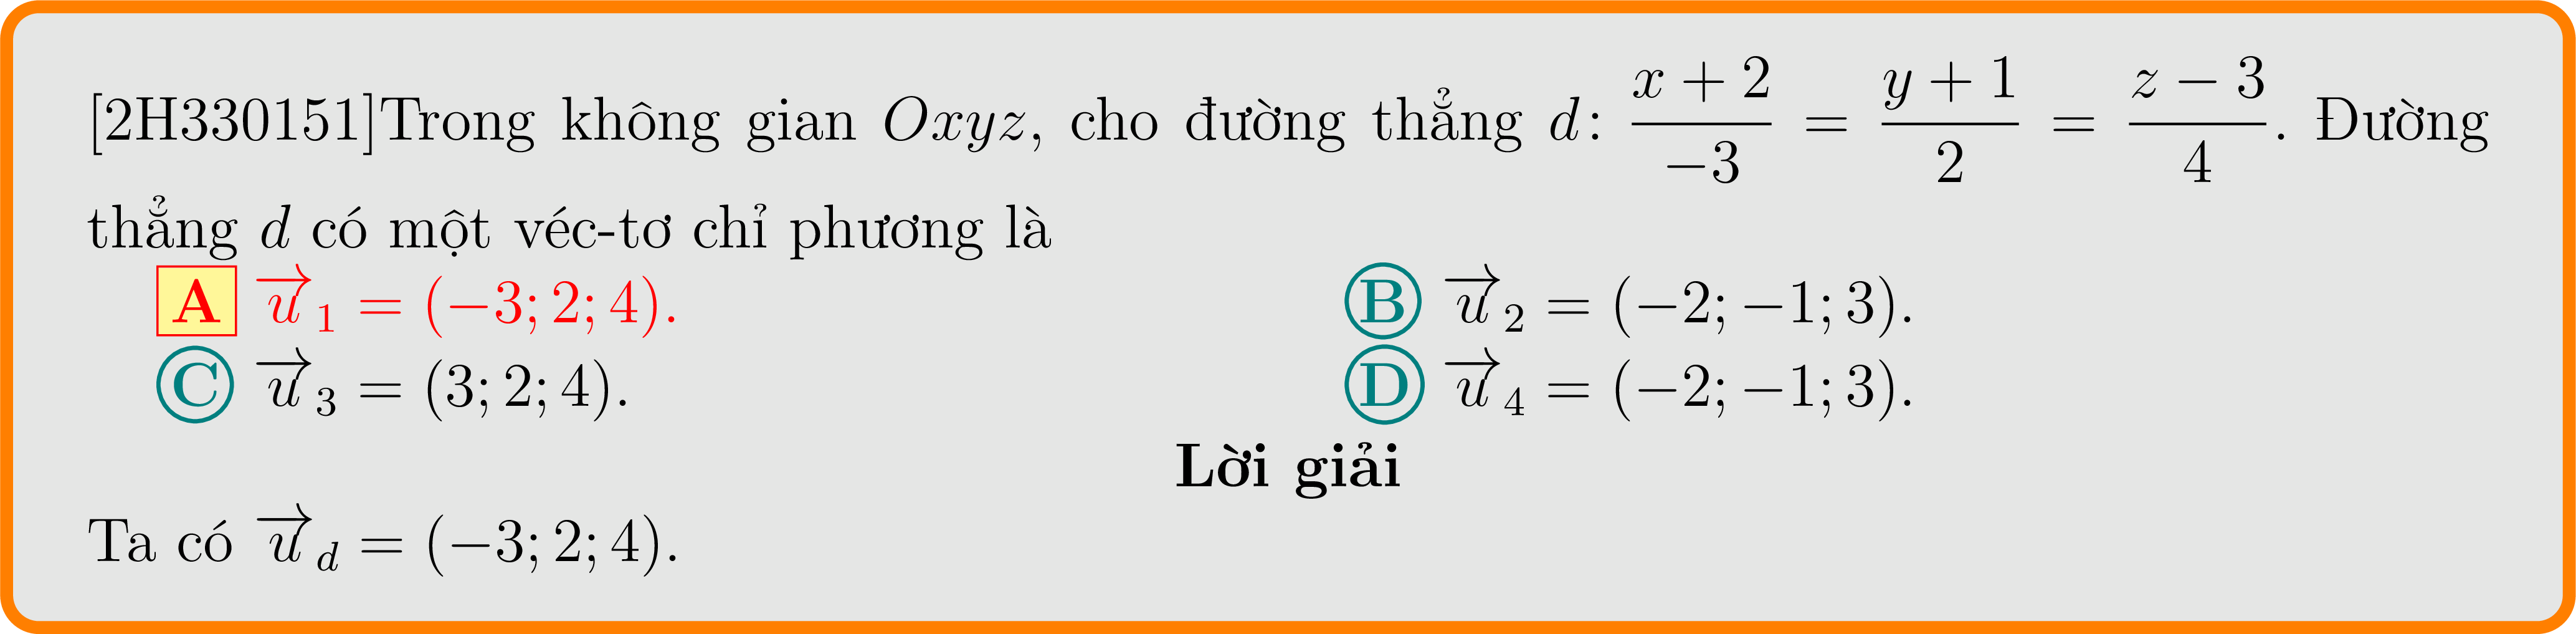 [2H330151]Trong không gian Oxyz, cho đường thẳng d: \frac{x + 2}{-3} = \frac{y + 1}{2} = \frac{z - 3}{4}. Đường
thẳng d có một véc-tơ chỉ phương là
A \overrightarrow{u}_1 = (-3; 2; 4). B \overrightarrow{u}_2 = (-2; -1; 3).
C \overrightarrow{u}_3 = (3; 2; 4). D \overrightarrow{u}_4 = (-2; -1; 3).
Lời giải
Ta có \overrightarrow{u}_d = (-3; 2; 4).